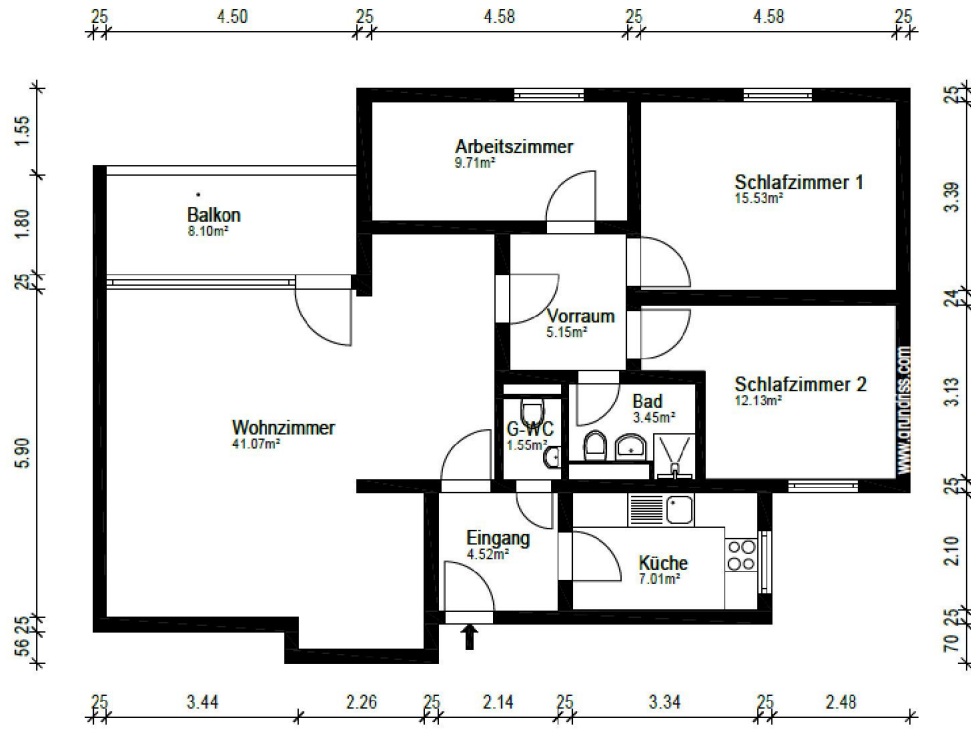 25 4.50 25 4.58 25 4.58 25
1.55
1.80
25
5.90
25
56
25
3.39
24
3.13
25
2.10
25
70
Arbeitszimmer
9.71m²
Schlafzimmer 1
15.53m²
Balkon
8.10m²
Vorraum
5.15m²
Schlafzimmer 2
12.13m²
Bad
3.45m²
Wohnzimmer
41.07m²
G-WC
1.55m²
Eingang
4.52m²
Küche
7.01m²
www.grundriss.com
25 3.44 2.26 25 2.14 25 3.34 25 2.48